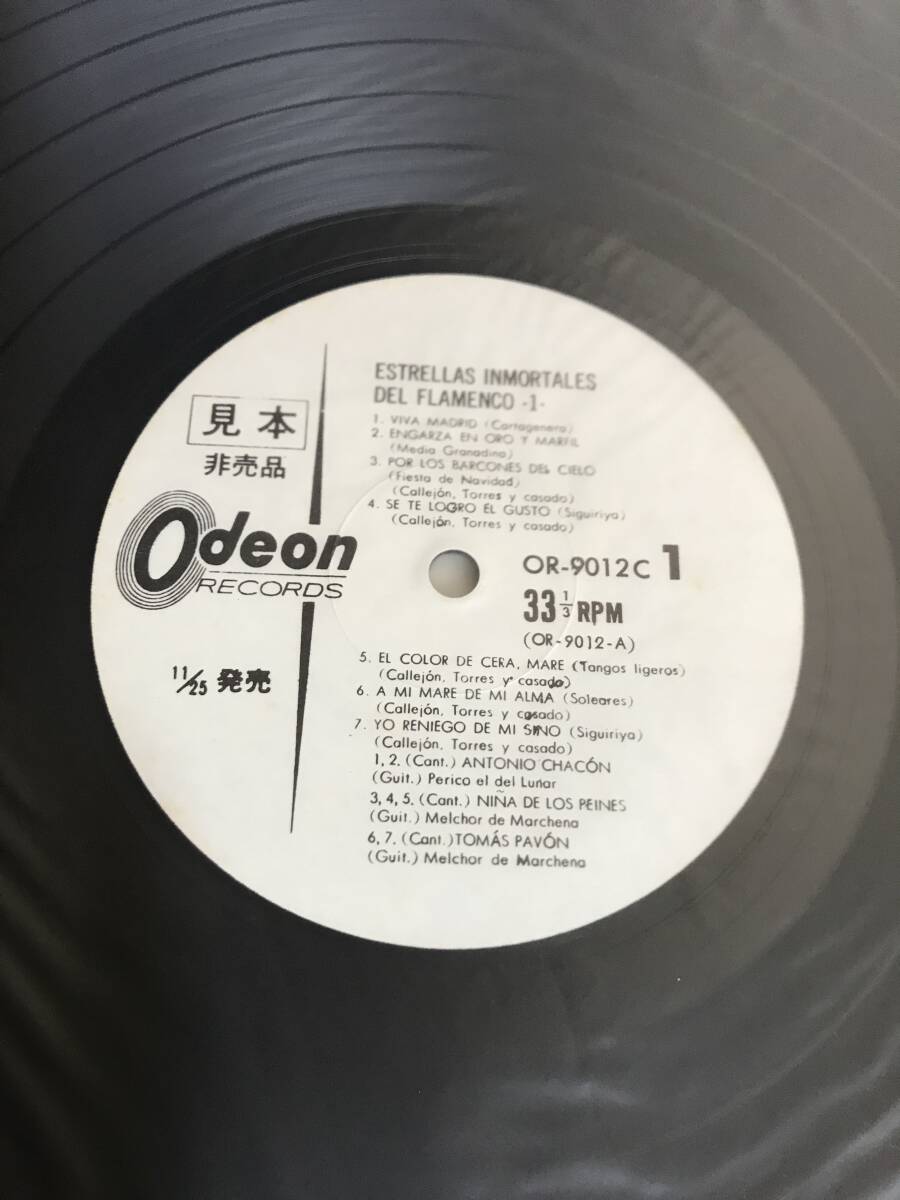 ESTRELLAS INMORTALES
DEL FLAMENCO -1-
1. VIVA MADRID (Cartagenera)
2. ENGARZA EN ORO Y MARFIL
(Media Granadina)
3. POR LOS BARCONES DEL CIELO
(Fiesta de Navidad)
(Callejón, Torres y casado)
4. SE TE LOGRO EL GUSTO (Siguiriya)
(Callejón, Torres y casado)
見本
非売品
Odeon
RECORDS
11/25 発売
OR-9012C 1
33 1/3 RPM
(OR-9012-A)
5. EL COLOR DE CERA, MARE (Tangos ligeros)
(Callejón, Torres y casado)
6. A MI MARE DE MI ALMA (Soleares)
(Callejón, Torres y casado)
7. YO RENIEGO DE MI SINO (Siguiriya)
(Callejón, Torres y casado)
1, 2. (Cant.) ANTONIO CHACÓN
(Guit.) Perico el del Lunar
3, 4, 5. (Cant.) NIÑA DE LOS PEINES
(Guit.) Melchor de Marchena
6, 7. (Cant.) TOMÁS PAVÓN
(Guit.) Melchor de Marchena